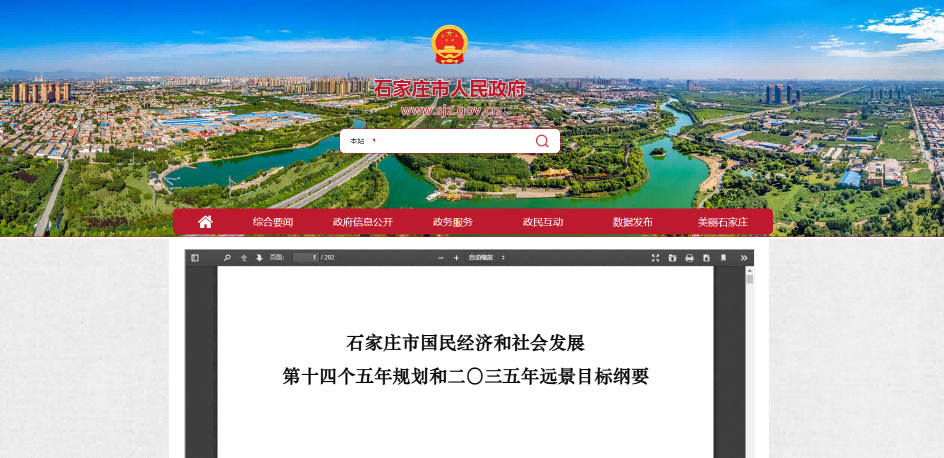 石家庄市人民政府
www.sjz.gov.cn
本站
综合要闻 政府信息公开 政务服务 政民互动 数据发布 美丽石家庄
页面: 1 / 202 自动缩放
石家庄市国民经济和社会发展
第十四个五年规划和二〇三五年远景目标纲要